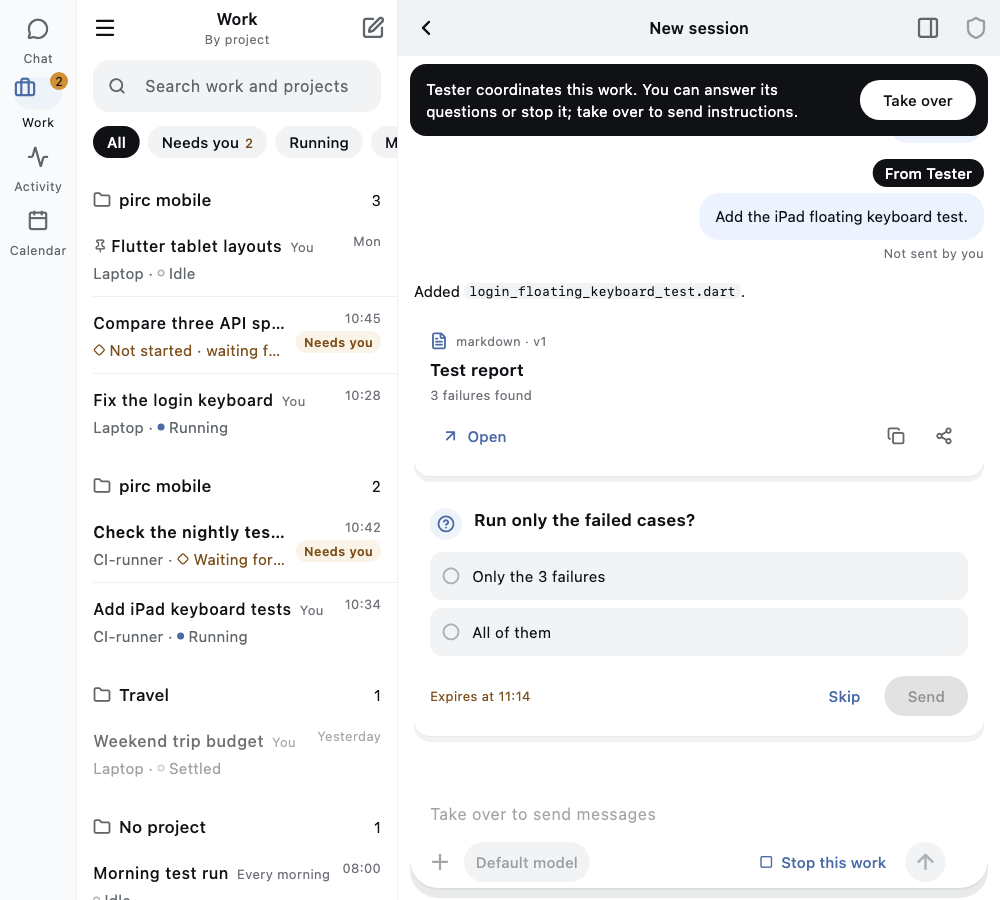 Chat
2
Work
Activity
Calendar
Work
By project
Search work and projects
All
Needs you 2
Running
M
pirc mobile 3
Flutter tablet layouts You Mon
Laptop · Idle
Compare three API sp... 10:45
Not started · waiting f... Needs you
Fix the login keyboard You 10:28
Laptop · Running
pirc mobile 2
Check the nightly tes... 10:42
CI-runner · Waiting for... Needs you
Add iPad keyboard tests You 10:34
CI-runner · Running
Travel 1
Weekend trip budget You Yesterday
Laptop · Settled
No project 1
Morning test run Every morning 08:00
Idle
New session
Tester coordinates this work. You can answer its
questions or stop it; take over to send instructions.
Take over
From Tester
Add the iPad floating keyboard test.
Not sent by you
Added login_floating_keyboard_test.dart.
markdown · v1
Test report
3 failures found
Open
Run only the failed cases?
Only the 3 failures
All of them
Expires at 11:14
Skip
Send
Take over to send messages
Default model
Stop this work